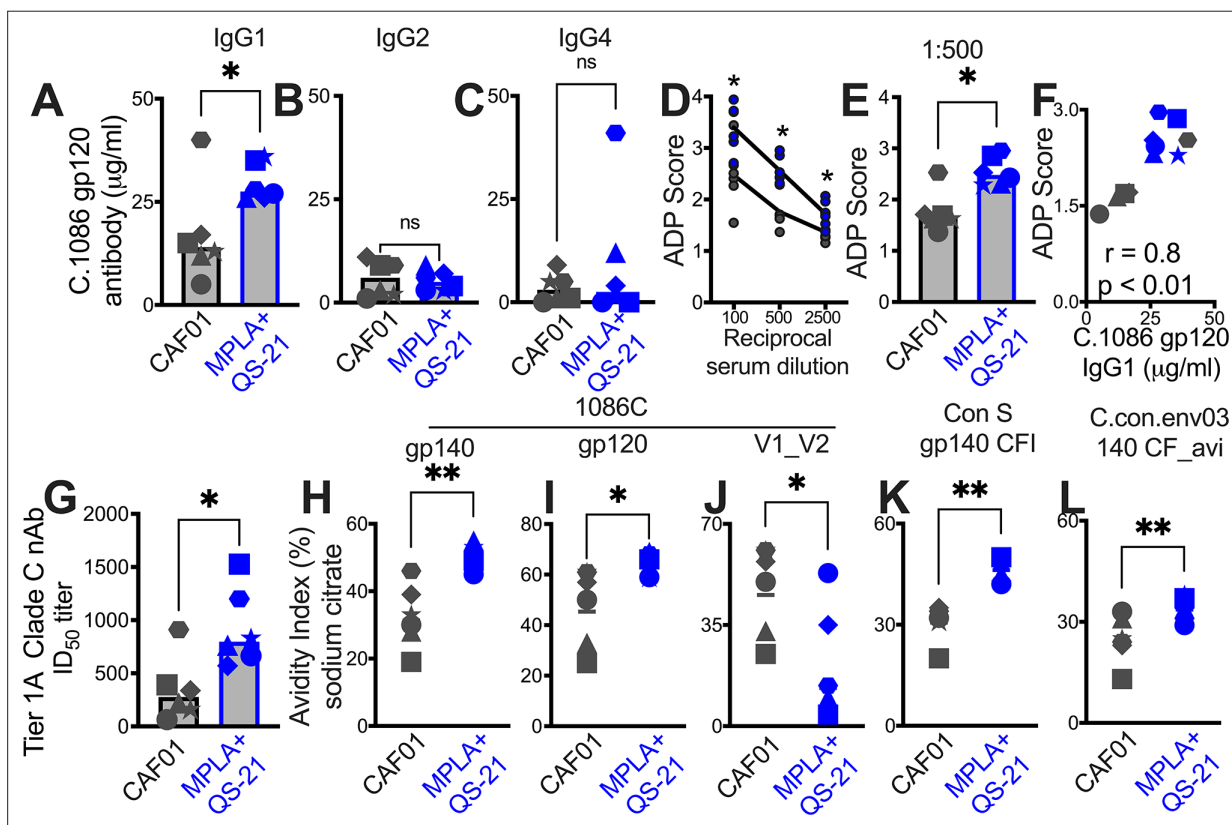 IgG1
IgG2
IgG4
1:500
A
B
C
D
E
F
*
ns
ns
*
*
*
*
C.1086 gp120
antibody (μg/ml)
50
25
0
CAF01
MPLA+
QS-21
50
25
0
CAF01
MPLA+
QS-21
50
25
0
CAF01
MPLA+
QS-21
ADP Score
4
3
2
1
0
100
500
2500
Reciprocal
serum dilution
ADP Score
4
3
2
1
0
CAF01
MPLA+
QS-21
ADP Score
3.0
1.5
0.0
r = 0.8
p < 0.01
0
25
50
C.1086 gp120
IgG1 (μg/ml)
1086C
gp140
gp120
V1_V2
Con S
gp140 CFI
C.con.env03
140 CF_avi
G
H
I
J
K
L
*
**
*
*
**
**
Tier 1A Clade C nAb
ID50 titer
2000
1500
1000
500
0
CAF01
MPLA+
QS-21
Avidity Index (%)
sodium citrate
60
40
20
0
CAF01
MPLA+
QS-21
80
60
40
20
0
CAF01
MPLA+
QS-21
70
35
0
CAF01
MPLA+
QS-21
60
30
0
CAF01
MPLA+
QS-21
60
30
0
CAF01
MPLA+
QS-21